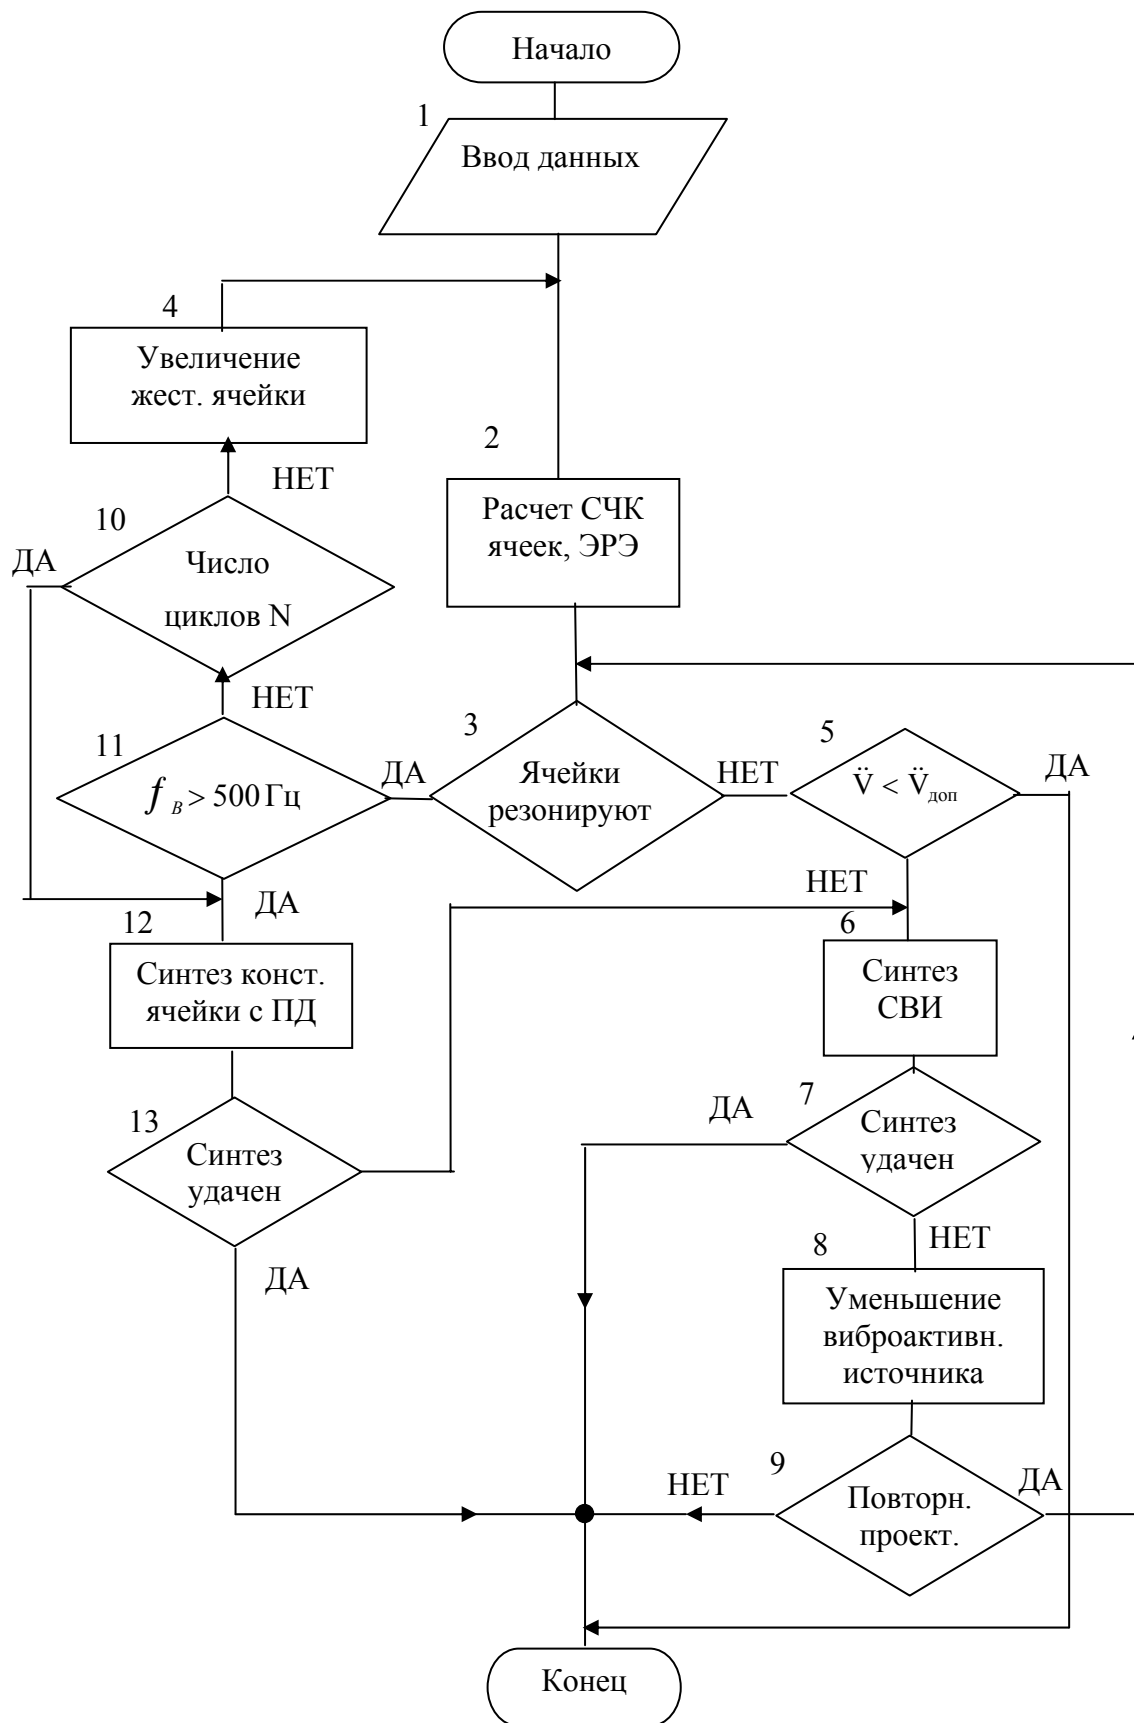 Начало
1
Ввод данных
4
Увеличение
жест. ячейки
2
НЕТ
Расчет СЧК
ячеек, ЭРЭ
10
ДА
Число
циклов N
НЕТ
3
5
11
ДА
Ячейки
резонируют
НЕТ
V̈ < V̈доп
ДА
f В > 500 Гц
НЕТ
ДА
12
6
Синтез конст.
ячейки с ПД
Синтез
СВИ
7
ДА
13
Синтез
удачен
Синтез
удачен
НЕТ
8
ДА
Уменьшение
виброактивн.
источника
9
НЕТ
ДА
Повторн.
проект.
Конец